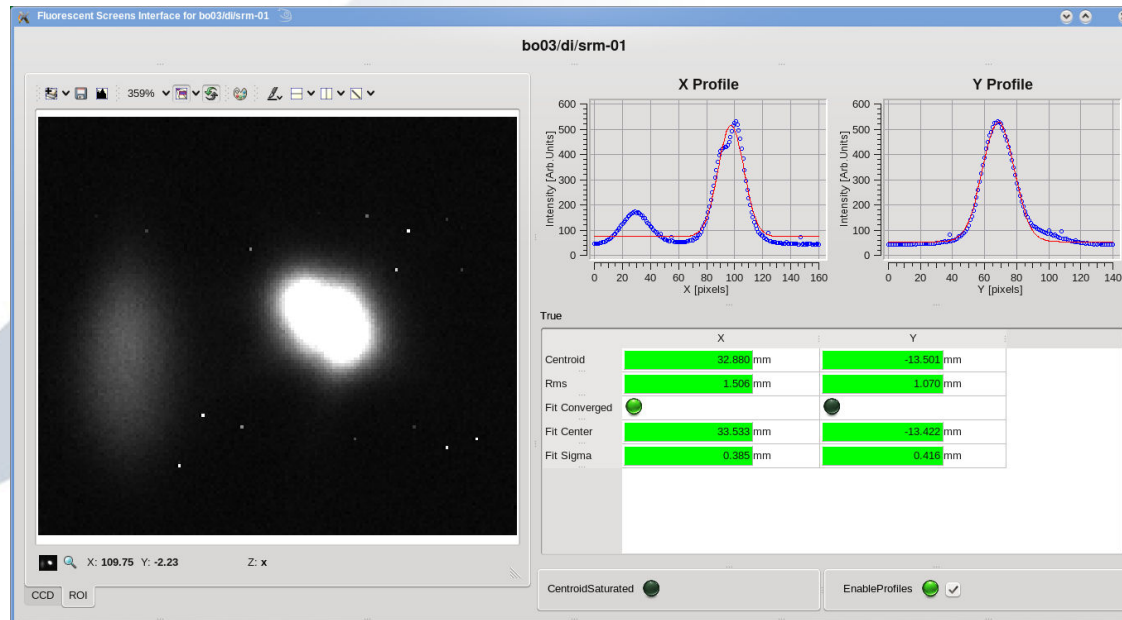 Fluorescent Screens Interface for bo03/di/srm-01
bo03/di/srm-01
359%
X Profile
600
500
400
300
200
100
0
Intensity [Arb Units]
0 20 40 60 80 100 120 140 160
X [pixels]
Y Profile
600
500
400
300
200
100
0
Intensity [Arb Units]
0 20 40 60 80 100 120 140
Y [pixels]
True
X Y
Centroid 32.880 mm -13.501 mm
Rms 1.506 mm 1.070 mm
Fit Converged
Fit Center 33.533 mm -13.422 mm
Fit Sigma 0.385 mm 0.416 mm
X: 109.75 Y: -2.23 Z: x
CCD ROI
CentroidSaturated
EnableProfiles